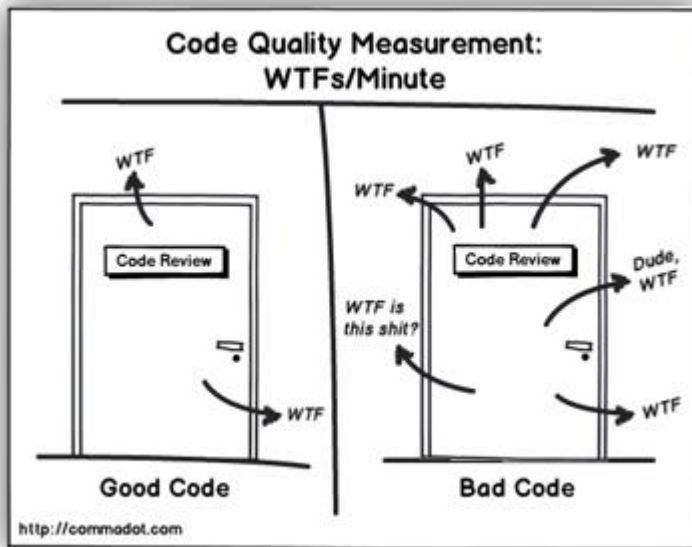 Code Quality Measurement:
WTFs/Minute
WTF
Code Review
WTF
Good Code
WTF
WTF
WTF
Code Review
Dude,
WTF
WTF is
this shit?
WTF
Bad Code
http://commadot.com